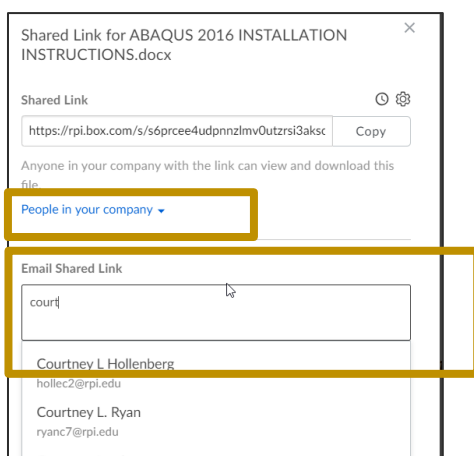 Shared Link for ABAQUS 2016 INSTALLATION
INSTRUCTIONS.docx
Shared Link
https://rpi.box.com/s/s6prcee4udpnnzlmv0utzrsi3aksc
Copy
Anyone in your company with the link can view and download this
file
People in your company
Email Shared Link
court
Courtney L Hollenberg
hollec2@rpi.edu
Courtney L. Ryan
ryanc7@rpi.edu